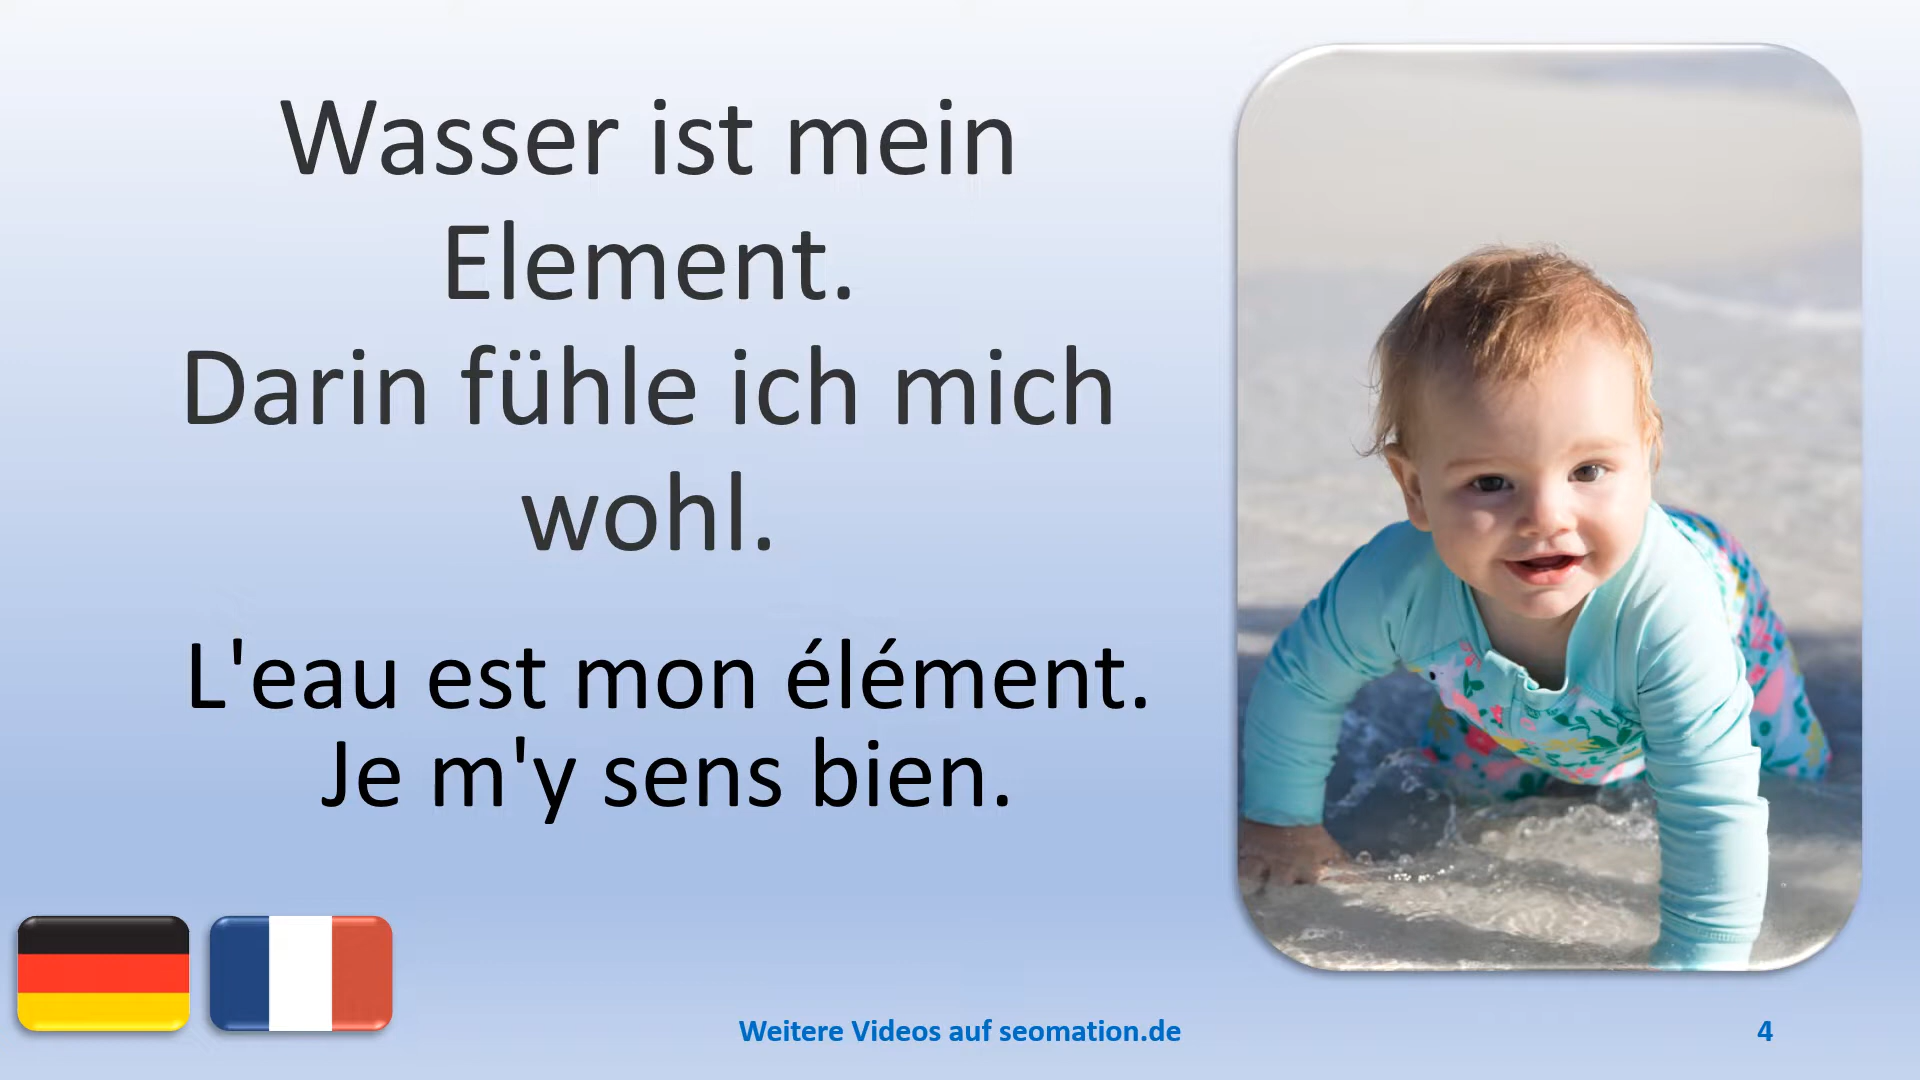 Wasser ist mein
Element.
Darin fühle ich mich
wohl.
L'eau est mon élément.
Je m'y sens bien.
Weitere Videos auf seomation.de
4